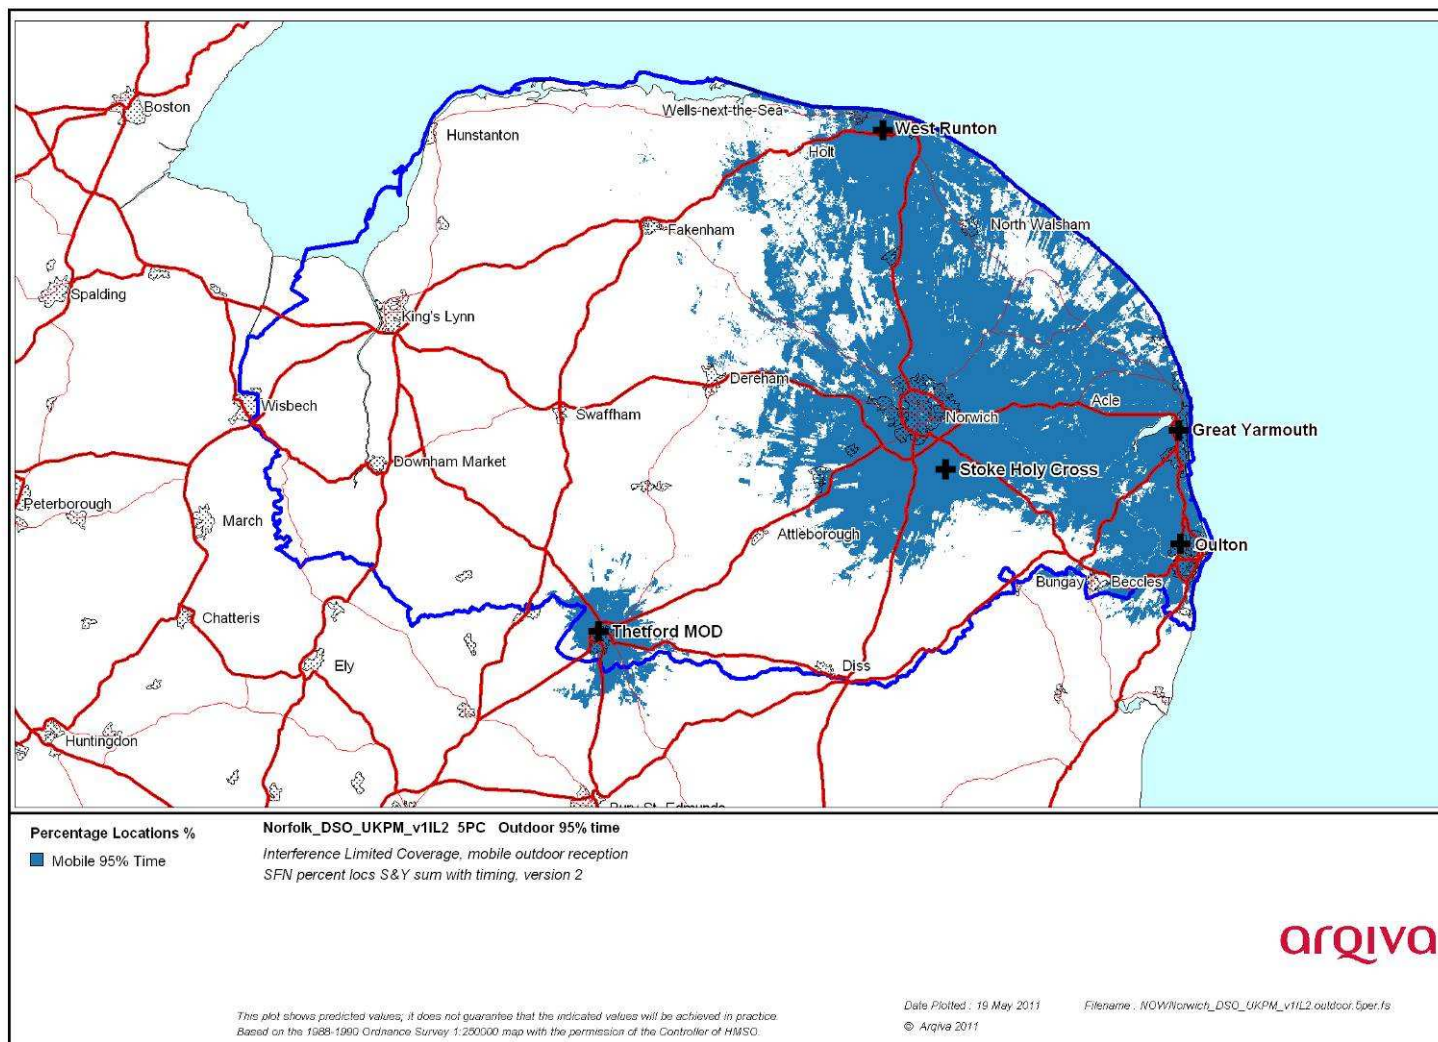 Boston
Wells-next-the-Sea
West Runton
Hunstanton
Holt
Fakenham
North Walsham
Spalding
King's Lynn
Dereham
Acle
Wisbech
Swaffham
Norwich
Great Yarmouth
Downham Market
Stoke Holy Cross
Peterborough
March
Attleborough
Oulton
Bungay
Beccles
Chatteris
Thetford MOD
Ely
Diss
Huntingdon
Bury St. Edmunds
Percentage Locations %
Mobile 95% Time
Norfolk_DSO_UKPM_v1IL2 5PC Outdoor 95% time
Interference Limited Coverage, mobile outdoor reception
SFN percent locs S&Y sum with timing, version 2
arqiva
This plot shows predicted values; it does not guarantee that the indicated values will be achieved in practice.
Based on the 1988-1990 Ordnance Survey 1:250000 map with the permission of the Controller of HMSO.
Date Plotted : 19 May 2011
© Arqiva 2011
Filename : NOWNorwich_DSO_UKPM_v1IL2.outdoor.5per.fs